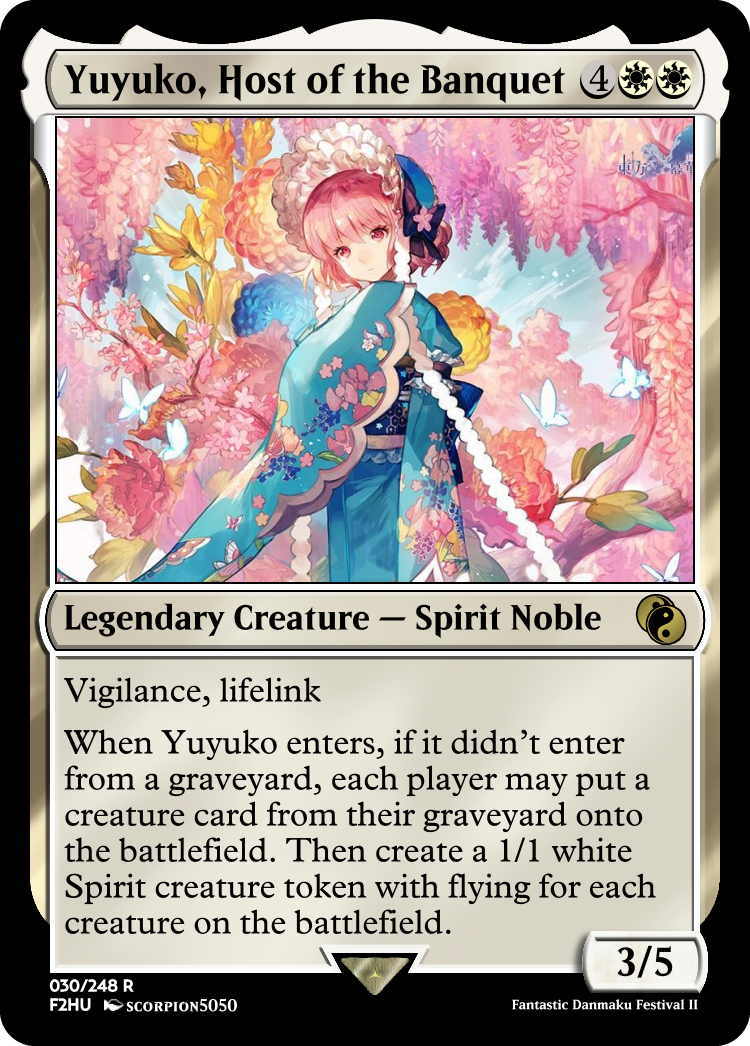 Yuyuko, Host of the Banquet 4
東方
Legendary Creature — Spirit Noble
Vigilance, lifelink
When Yuyuko enters, if it didn't enter
from a graveyard, each player may put a
creature card from their graveyard onto
the battlefield. Then create a 1/1 white
Spirit creature token with flying for each
creature on the battlefield.
3/5
030/248 R
F2HU SCORPION5050
Fantastic Danmaku Festival II